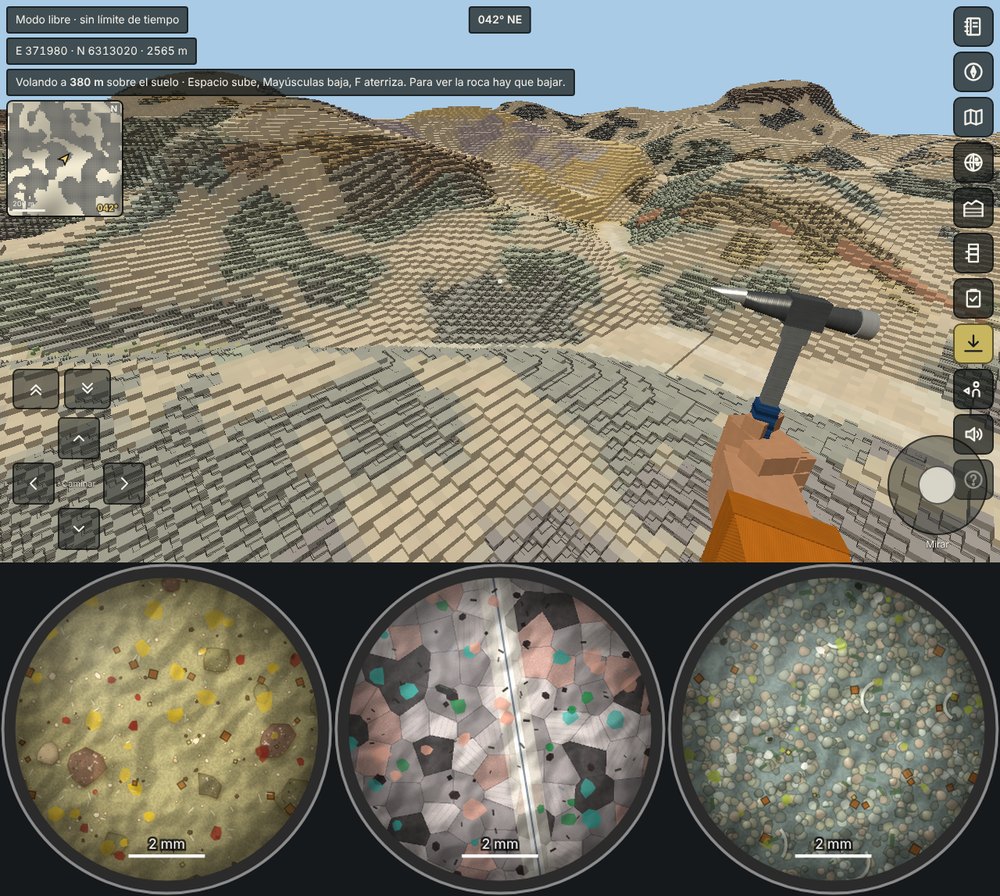 Modo libre · sin límite de tiempo
042° NE
E 371980 · N 6313020 · 2565 m
Volando a 380 m sobre el suelo · Espacio sube, Mayúsculas baja, F aterriza. Para ver la roca hay que bajar.
N
042°
Caminar
?
Mirar
2 mm
2 mm
2 mm